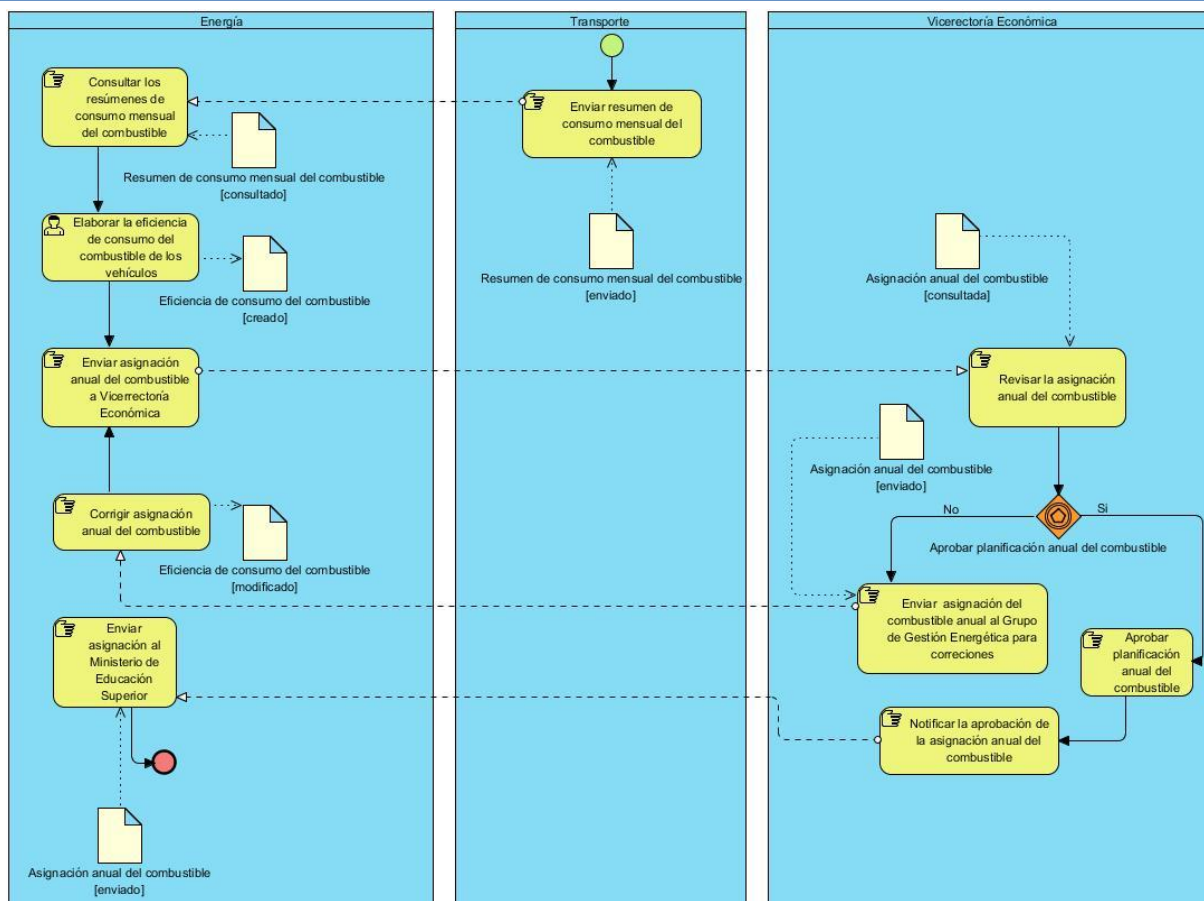 Energía
Transporte
Vicerectoría Económica
Consultar los
resúmenes de
consumo mensual
del combustible
Enviar resumen de
consumo mensual del
combustible
Resumen de consumo mensual del combustible
[consultado]
Elaborar la eficiencia
de consumo del
combustible de los
vehículos
Eficiencia de consumo del combustible
[creado]
Resumen de consumo mensual del combustible
[enviado]
Asignación anual del combustible
[consultada]
Enviar asignación
anual del combustible
a Vicerrectoría
Económica
Revisar la asignación
anual del combustible
Asignación anual del combustible
[enviado]
No
Si
Aprobar planificación anual del combustible
Corrigir asignación
anual del combustible
Eficiencia de consumo del combustible
[modificado]
Enviar asignación del
combustible anual al Grupo
de Gestión Energética para
correciones
Enviar
asignación al
Ministerio de
Educación
Superior
Aprobar
planificación
anual del
combustible
Notificar la aprobación de
la asignación anual del
combustible
Asignación anual del combustible
[enviado]